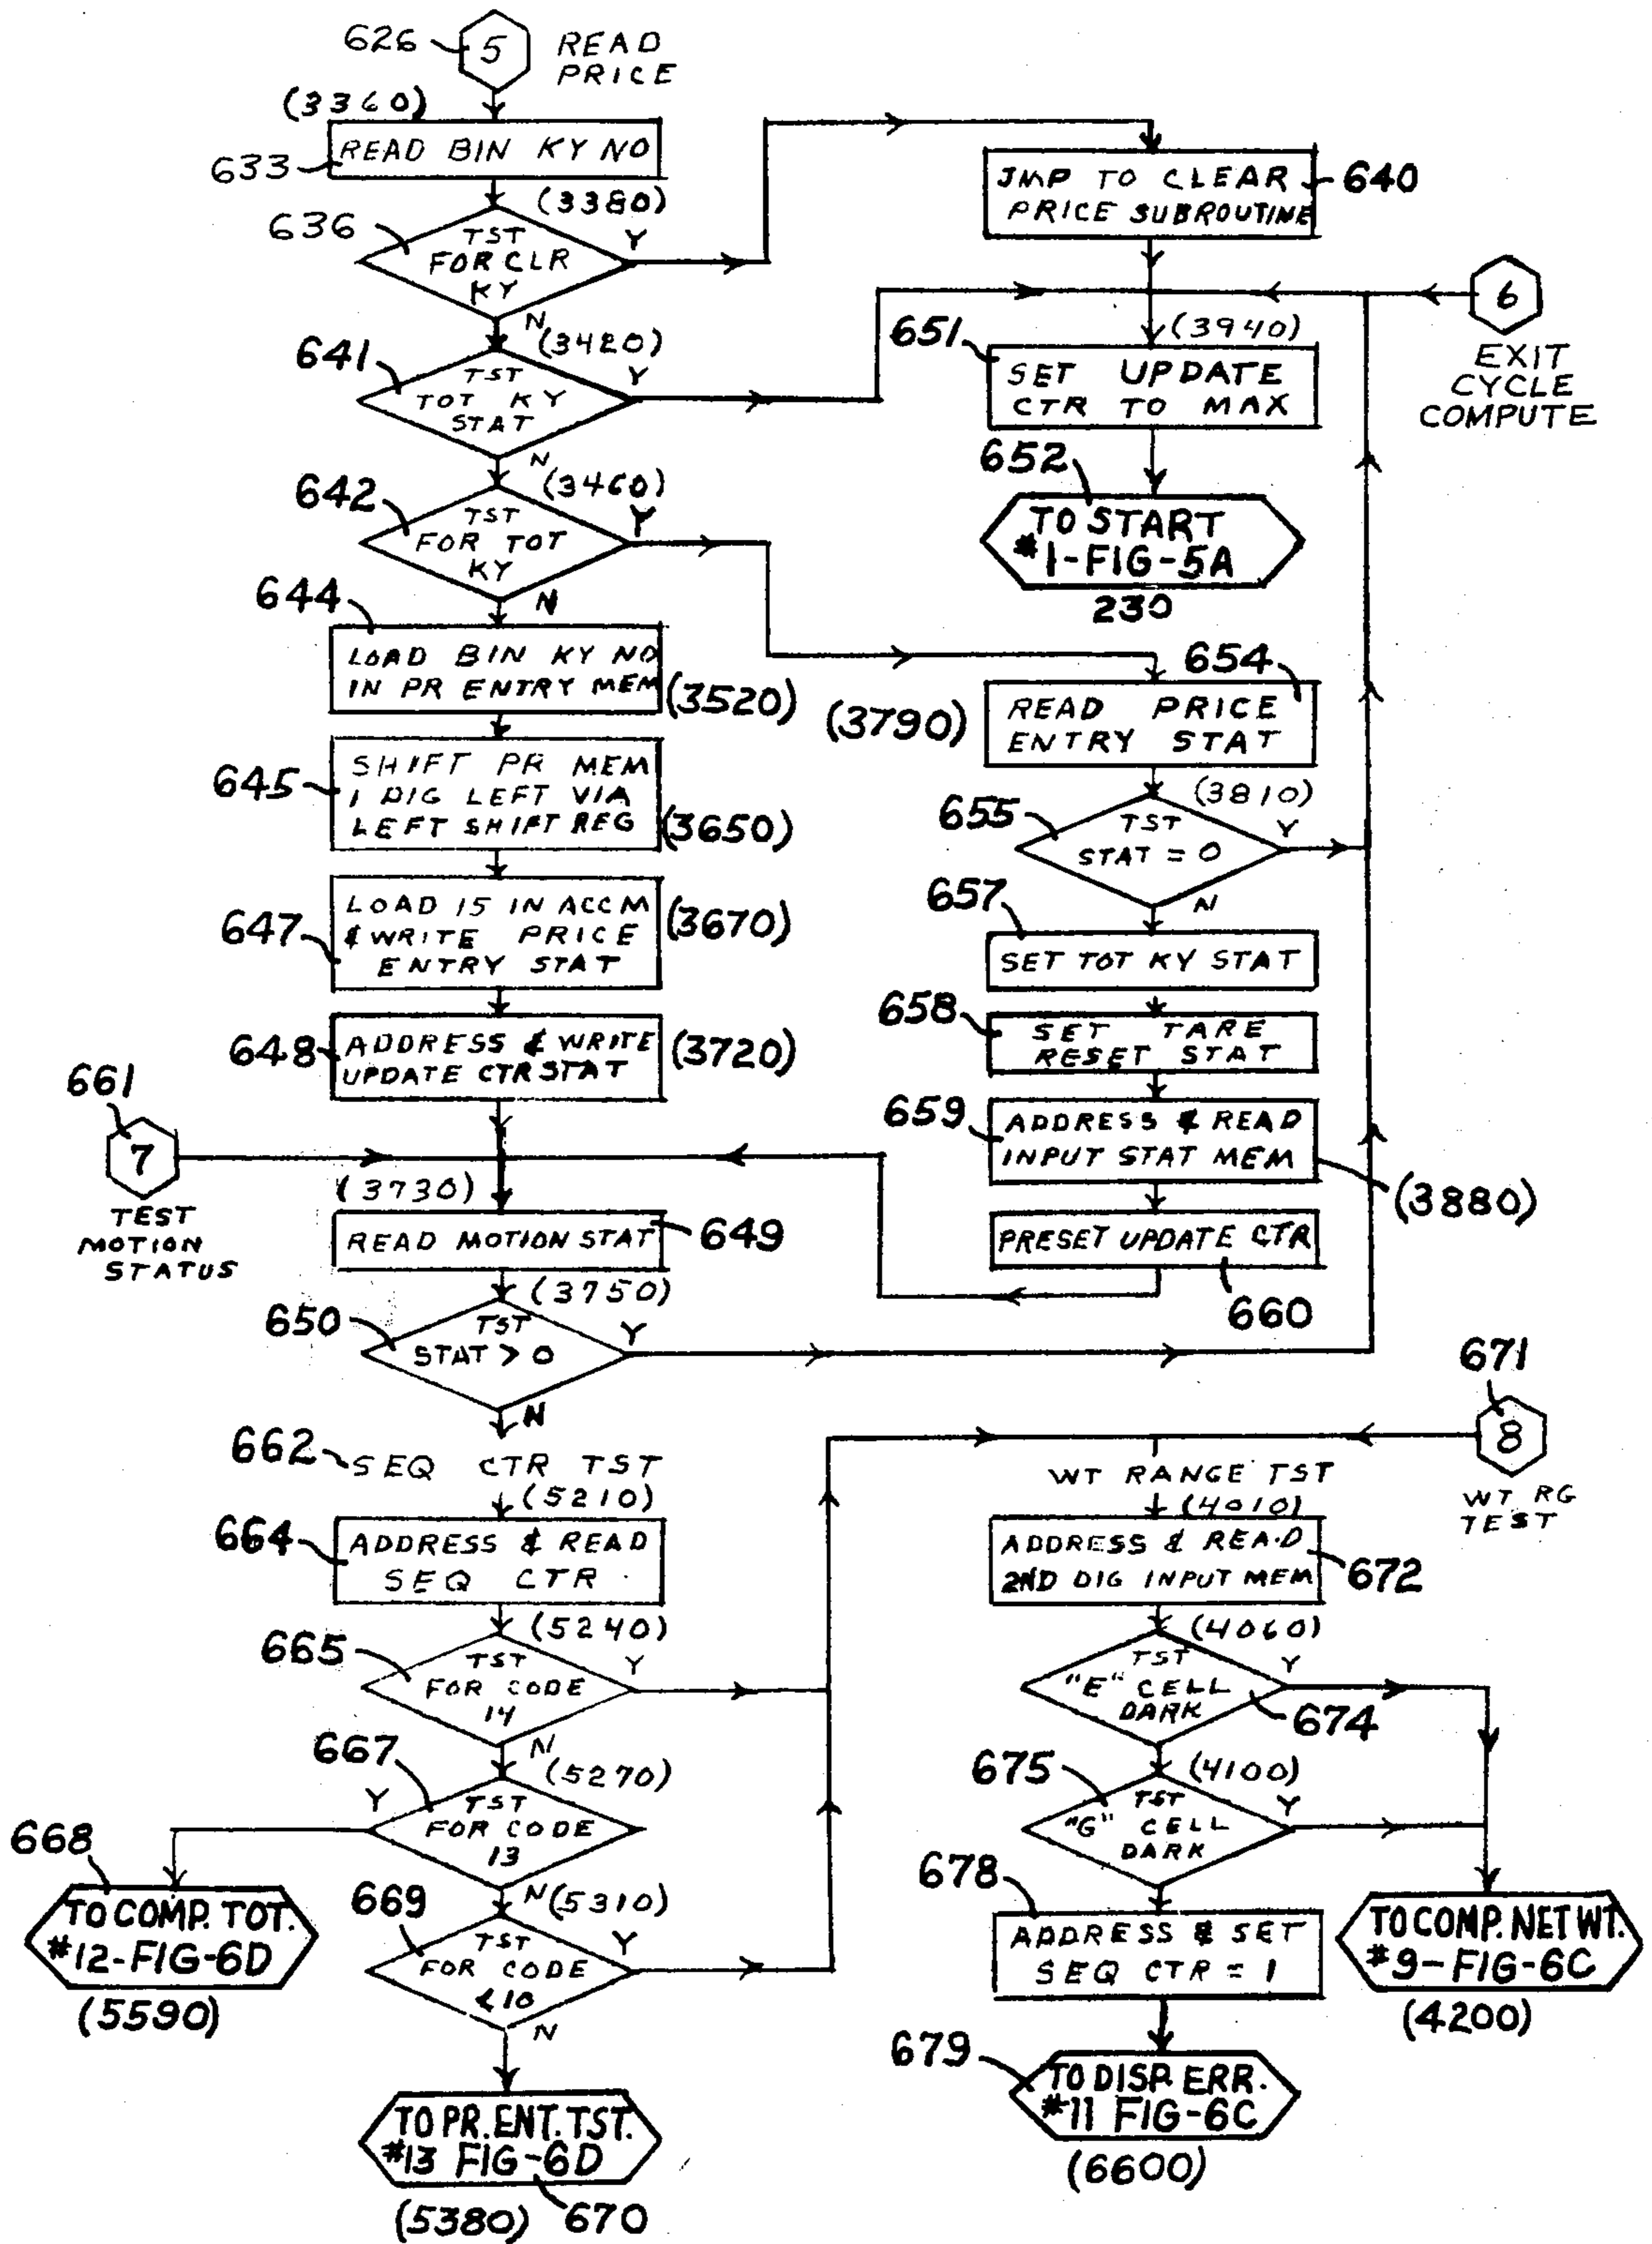 626
5
READ
PRICE
(3360)
READ BIN KY NO
633
(3380)
636
TST
FOR CLR
KY
Y
N
JMP TO CLEAR
PRICE SUBROUTINE
640
(3420)
641
TST
TOT KY
STAT
Y
N
6
EXIT
CYCLE
COMPUTE
651
(3940)
SET UPDATE
CTR TO MAX
652
TO START
#1-FIG-5A
230
(3460)
642
TST
FOR TOT
KY
Y
N
644
LOAD BIN KY NO
IN PR ENTRY MEM
(3520)
645
SHIFT PR MEM
1 DIG LEFT VIA
LEFT SHIFT REG
(3650)
647
LOAD 15 IN ACCM
& WRITE PRICE
ENTRY STAT
(3670)
648
ADDRESS & WRITE
UPDATE CTR STAT
(3720)
654
(3790)
READ PRICE
ENTRY STAT
(3810)
655
TST
STAT = 0
Y
N
657
SET TOT KY STAT
658
SET TARE
RESET STAT
659
ADDRESS & READ
INPUT STAT MEM
(3880)
PRESET UPDATE CTR
660
661
7
TEST
MOTION
STATUS
(3730)
READ MOTION STAT
649
(3750)
650
TST
STAT > 0
Y
N
662
SEQ CTR TST
(5210)
664
ADDRESS & READ
SEQ CTR
(5240)
665
TST
FOR CODE
14
Y
N
667
(5270)
TST
FOR CODE
13
Y
N
668
TO COMP. TOT.
#12-FIG-6D
(5590)
669
(5310)
TST
FOR CODE
<10
Y
N
TO PR. ENT. TST.
#13 FIG-6D
(5380)
670
671
8
WT RG
TEST
WT RANGE TST
(4010)
ADDRESS & READ
2ND DIG INPUT MEM
672
(4060)
TST
"E" CELL
DARK
Y
674
675
(4100)
TST
"G" CELL
DARK
Y
678
ADDRESS & SET
SEQ CTR = 1
TO COMP. NET WT.
#9-FIG-6C
(4200)
679
TO DISP. ERR.
#11 FIG-6C
(6600)